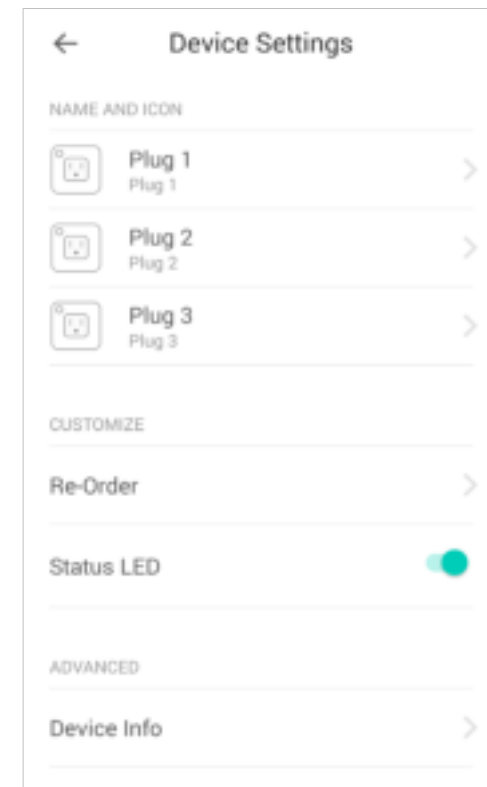 Device Settings
NAME AND ICON
Plug 1
Plug 1
Plug 2
Plug 2
Plug 3
Plug 3
CUSTOMIZE
Re-Order
Status LED
ADVANCED
Device Info